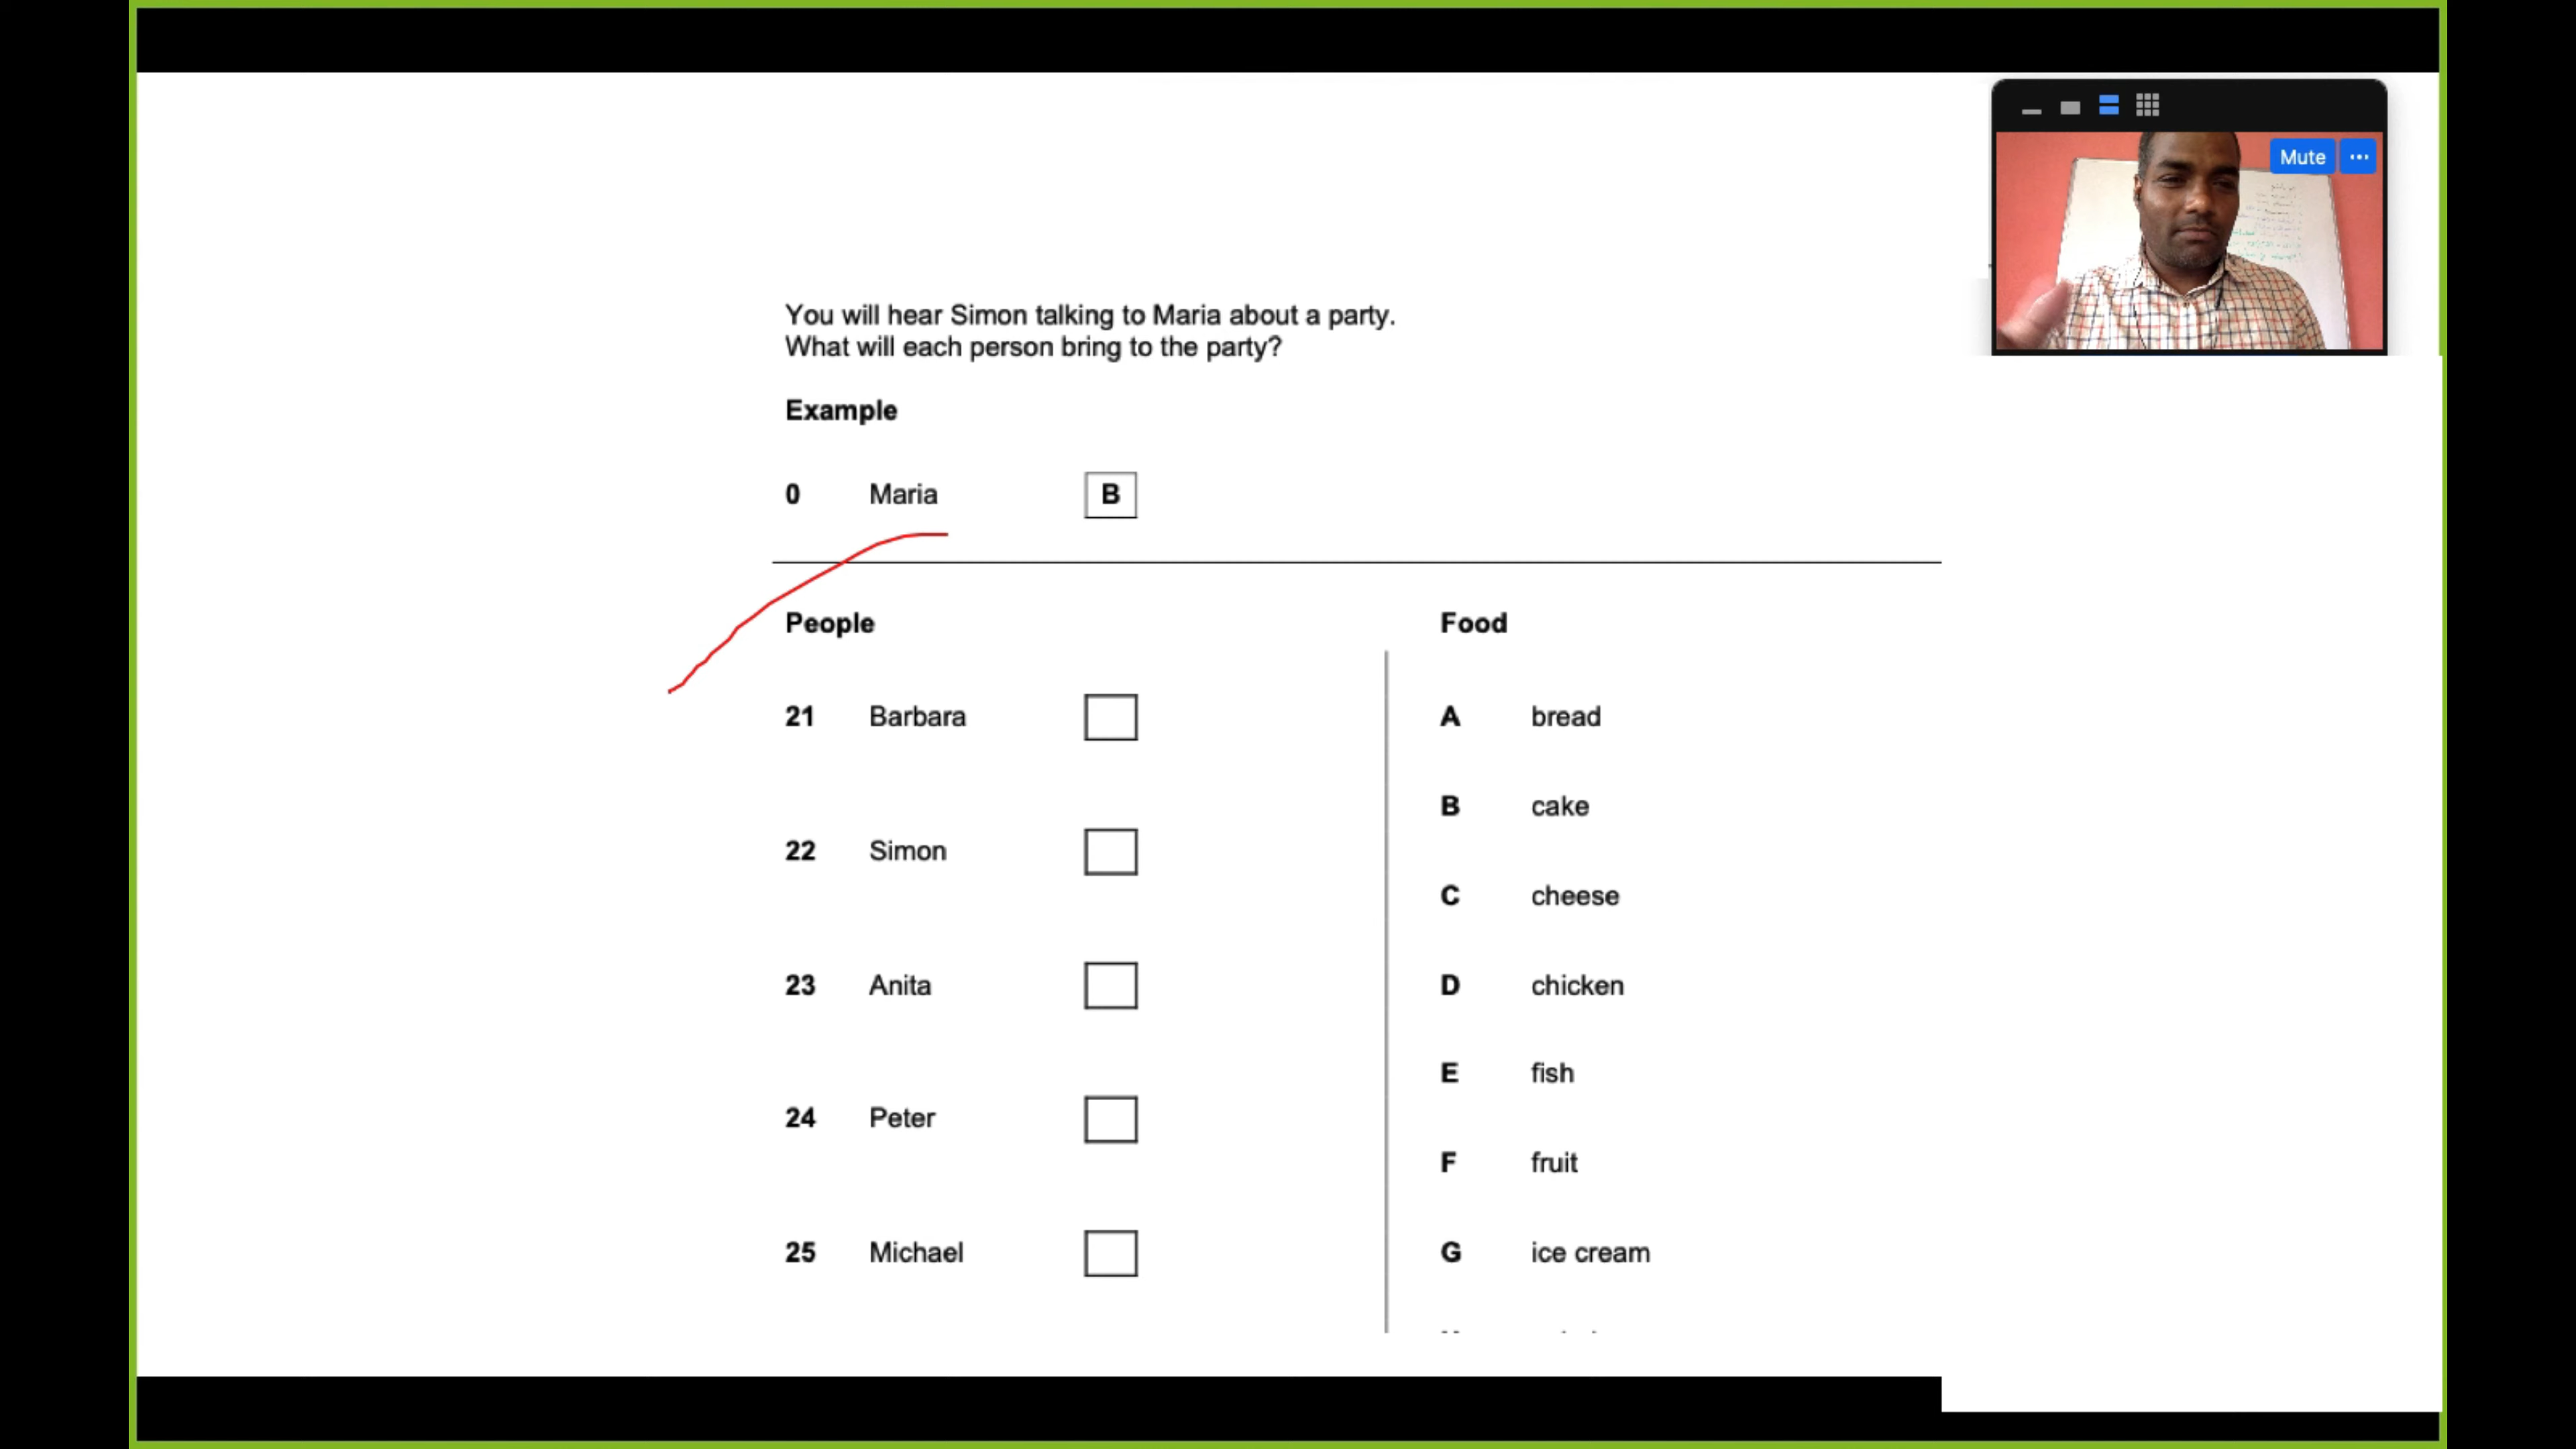 Mute
You will hear Simon talking to Maria about a party.
What will each person bring to the party?
Example
0 Maria B
People
21 Barbara
22 Simon
23 Anita
24 Peter
25 Michael
Food
A bread
B cake
C cheese
D chicken
E fish
F fruit
G ice cream